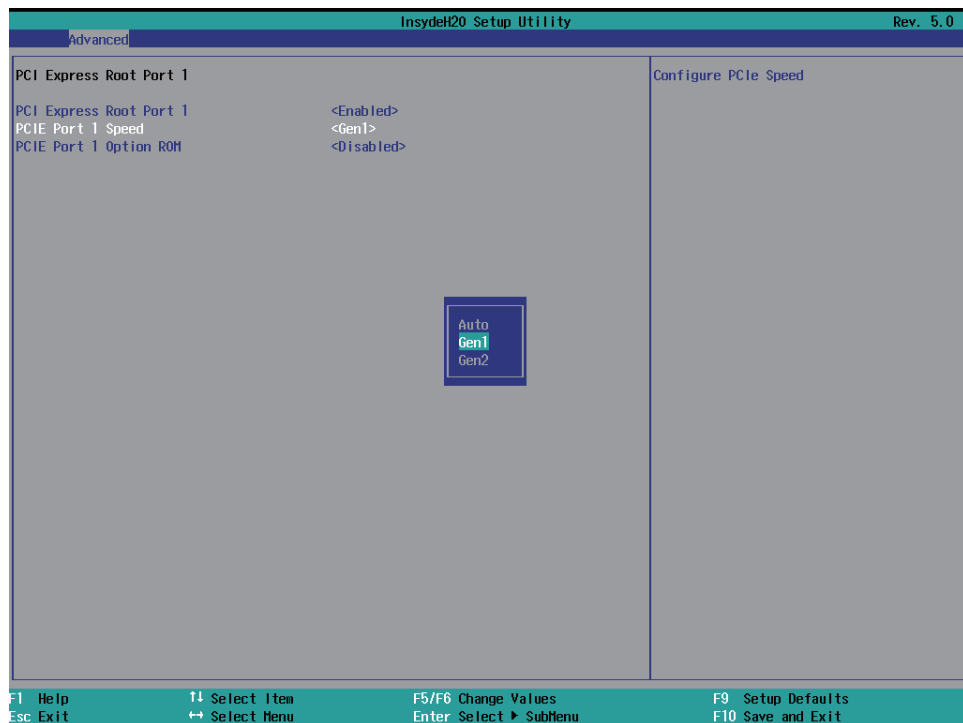 InsydeH20 Setup Utility Rev. 5.0
Advanced
PCI Express Root Port 1 Configure PCIe Speed
PCI Express Root Port 1 <Enabled>
PCIE Port 1 Speed <Gen1>
PCIE Port 1 Option ROM <Disabled>
Auto
Gen1
Gen2
F1 Help ↑↓ Select Item F5/F6 Change Values F9 Setup Defaults
Esc Exit ↔ Select Menu Enter Select ▶ SubMenu F10 Save and Exit